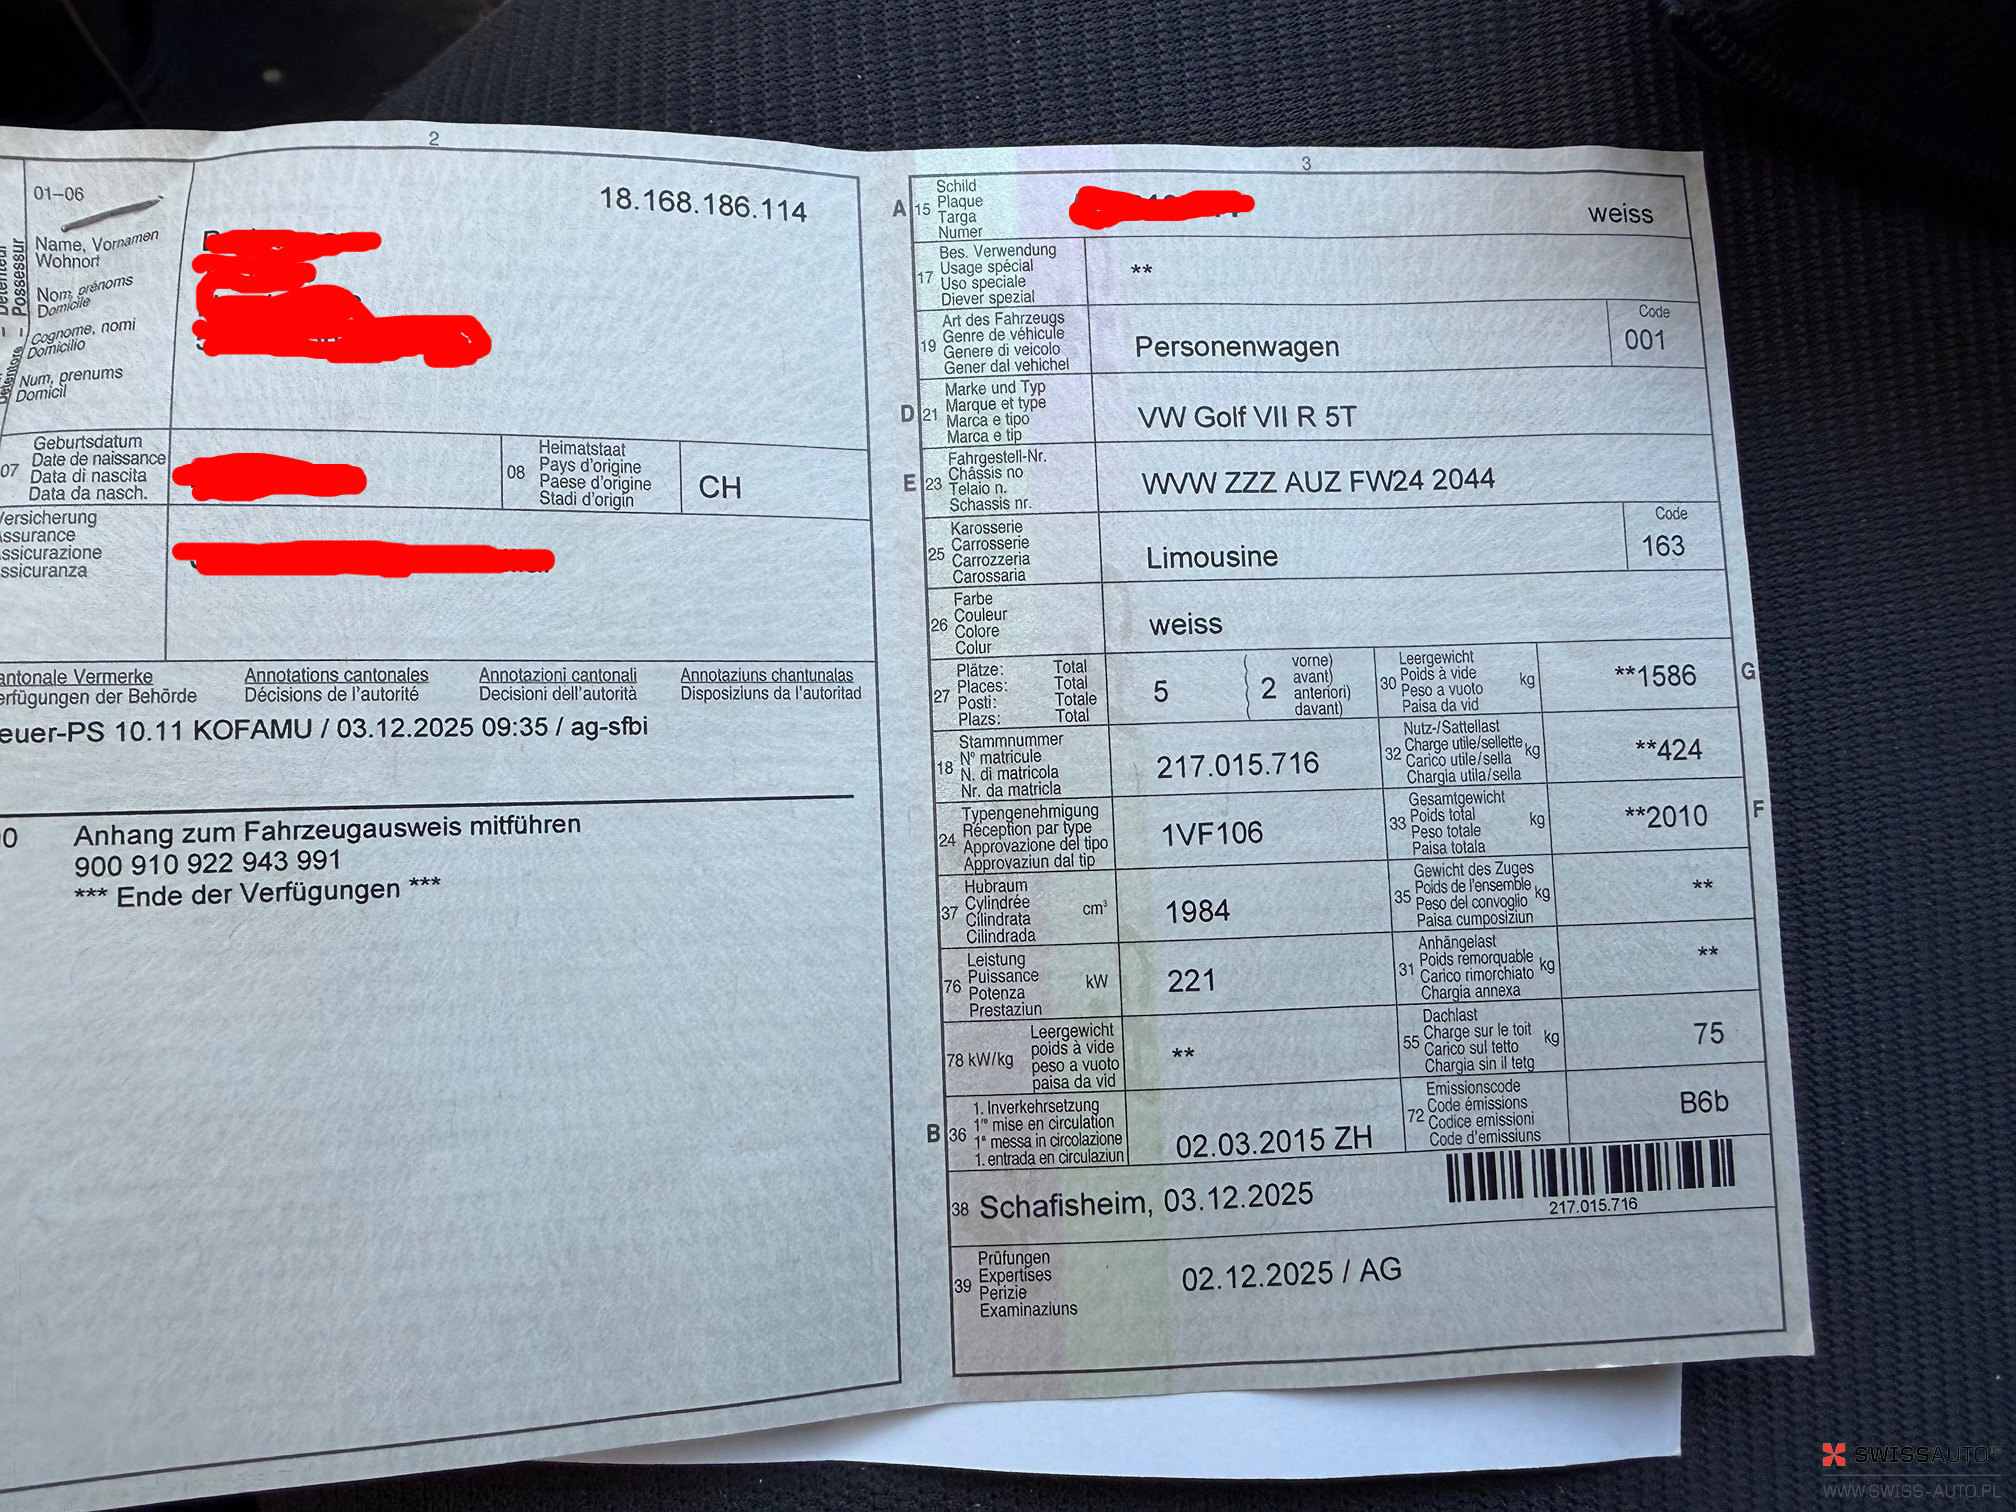 2
01–06
18.168.186.114
Détenteur
Possessur
Detentore
Name, Vornamen
Wohnort
Nom, prénoms
Domicile
Cognome, nomi
Domicilio
Num, prenums
Domicil
07
Geburtsdatum
Date de naissance
Data di nascita
Data da nasch.
08
Heimatstaat
Pays d'origine
Paese d'origine
Stadi d'origin
CH
Versicherung
Assurance
Assicurazione
Assicuranza
antonale Vermerke
erfügungen der Behörde
Annotations cantonales
Décisions de l'autorité
Annotazioni cantonali
Decisioni dell'autorità
Annotaziuns chantunalas
Disposiziuns da l'autoritad
euer-PS 10.11 KOFAMU / 03.12.2025 09:35 / ag-sfbi
00 Anhang zum Fahrzeugausweis mitführen
900 910 922 943 991
*** Ende der Verfügungen ***
3
A 15
Schild
Plaque
Targa
Numer
weiss
17
Bes. Verwendung
Usage spécial
Uso speciale
Diever spezial
**
19
Art des Fahrzeugs
Genre de véhicule
Genere di veicolo
Gener dal vehichel
Personenwagen
Code
001
D 21
Marke und Typ
Marque et type
Marca e tipo
Marca e tip
VW Golf VII R 5T
E 23
Fahrgestell-Nr.
Châssis no
Telaio n.
Schassis nr.
WVW ZZZ AUZ FW24 2044
25
Karosserie
Carrosserie
Carrozzeria
Carossaria
Limousine
Code
163
26
Farbe
Couleur
Colore
Colur
weiss
27
Plätze: Total
Places: Total
Posti: Totale
Plazs: Total
5
2
vorne)
avant)
anteriori)
davant)
30
Leergewicht
Poids à vide
Peso a vuoto
Paisa da vid
kg
**1586
G
18
Stammnummer
N° matricule
N. di matricola
Nr. da matricla
217.015.716
32
Nutz-/Sattellast
Charge utile/sellette
Carico utile/sella
Chargia utila/sella
kg
**424
24
Typengenehmigung
Réception par type
Approvazione del tipo
Approvaziun dal tip
1VF106
33
Gesamtgewicht
Poids total
Peso totale
Paisa totala
kg
**2010
F
37
Hubraum
Cylindrée
Cilindrata
Cilindrada
cm³
1984
35
Gewicht des Zuges
Poids de l'ensemble
Peso del convoglio
Paisa cumposiziun
kg
**
76
Leistung
Puissance
Potenza
Prestaziun
kW
221
31
Anhängelast
Poids remorquable
Carico rimorchiato
Chargia annexa
kg
**
78 kW/kg
Leergewicht
poids à vide
peso a vuoto
paisa da vid
**
55
Dachlast
Charge sur le toit
Carico sul tetto
Chargia sin il tetg
kg
75
B 36
1. Inverkehrsetzung
1re mise en circulation
1a messa in circolazione
1. entrada en circulaziun
02.03.2015 ZH
72
Emissionscode
Code émissions
Codice emissioni
Code d'emissiuns
B6b
38 Schafisheim, 03.12.2025
217.015.716
39
Prüfungen
Expertises
Perizie
Examinaziuns
02.12.2025 / AG
SWISSAUTO
WWW.SWISS-AUTO.PL